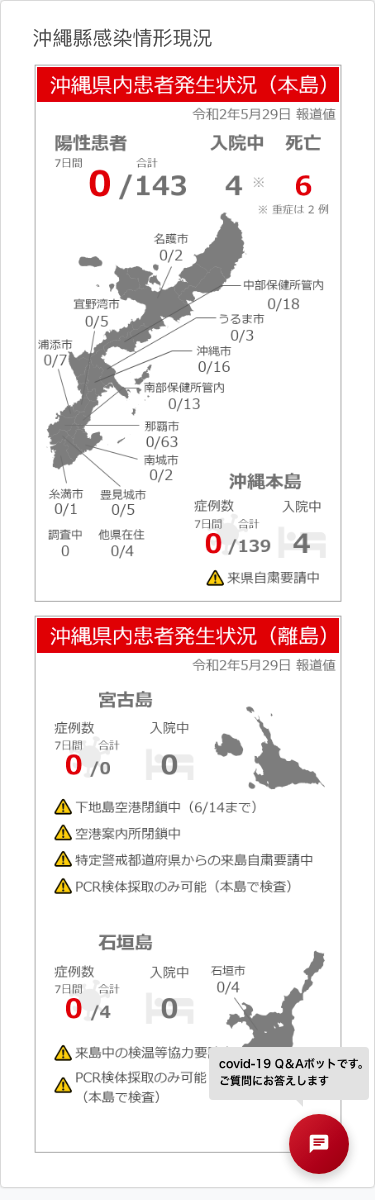 沖繩縣感染情形現況
沖縄県内患者発生状況（本島）
令和2年5月29日 報道値
陽性患者
入院中
死亡
7日間
合計
0/143
4 ※
6
※ 重症は 2 例
名護市
0/2
中部保健所管内
0/18
宜野湾市
0/5
うるま市
0/3
浦添市
0/7
沖縄市
0/16
南部保健所管内
0/13
那覇市
0/63
南城市
0/2
糸満市
0/1
豊見城市
0/5
調査中
0
他県在住
0/4
沖縄本島
症例数
入院中
7日間
合計
0/139
4
来県自粛要請中
沖縄県内患者発生状況（離島）
令和2年5月29日 報道値
宮古島
症例数
入院中
7日間
合計
0/0
0
下地島空港閉鎖中（6/14まで）
空港案内所閉鎖中
特定警戒都道府県からの来島自粛要請中
PCR検体採取のみ可能（本島で検査）
石垣島
症例数
入院中
7日間
合計
0/4
0
石垣市
0/4
来島中の検温等協力要
PCR検体採取のみ可能
（本島で検査）
covid-19 Q&Aボットです。
ご質問にお答えします